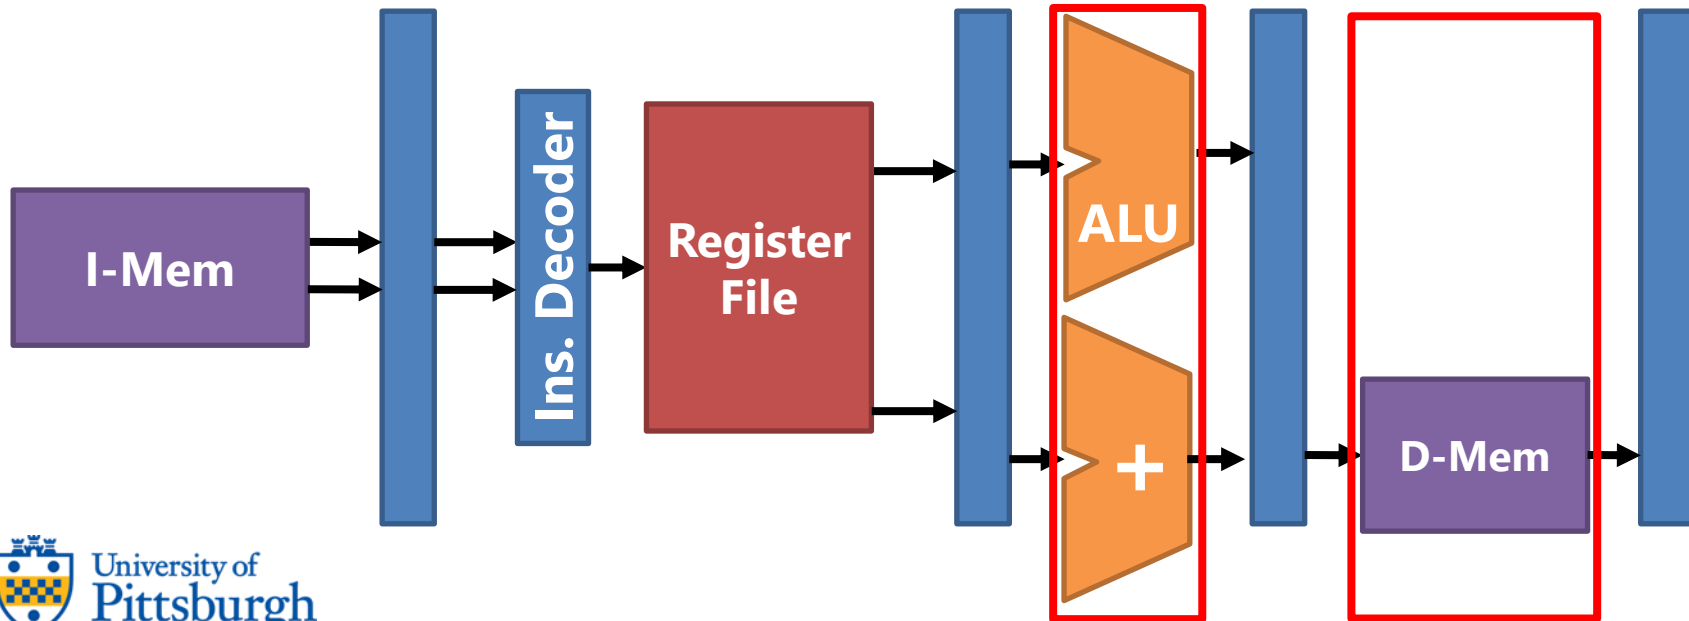 I-Mem
Ins. Decoder
Register
File
ALU
+
D-Mem
University of
Pittsburgh